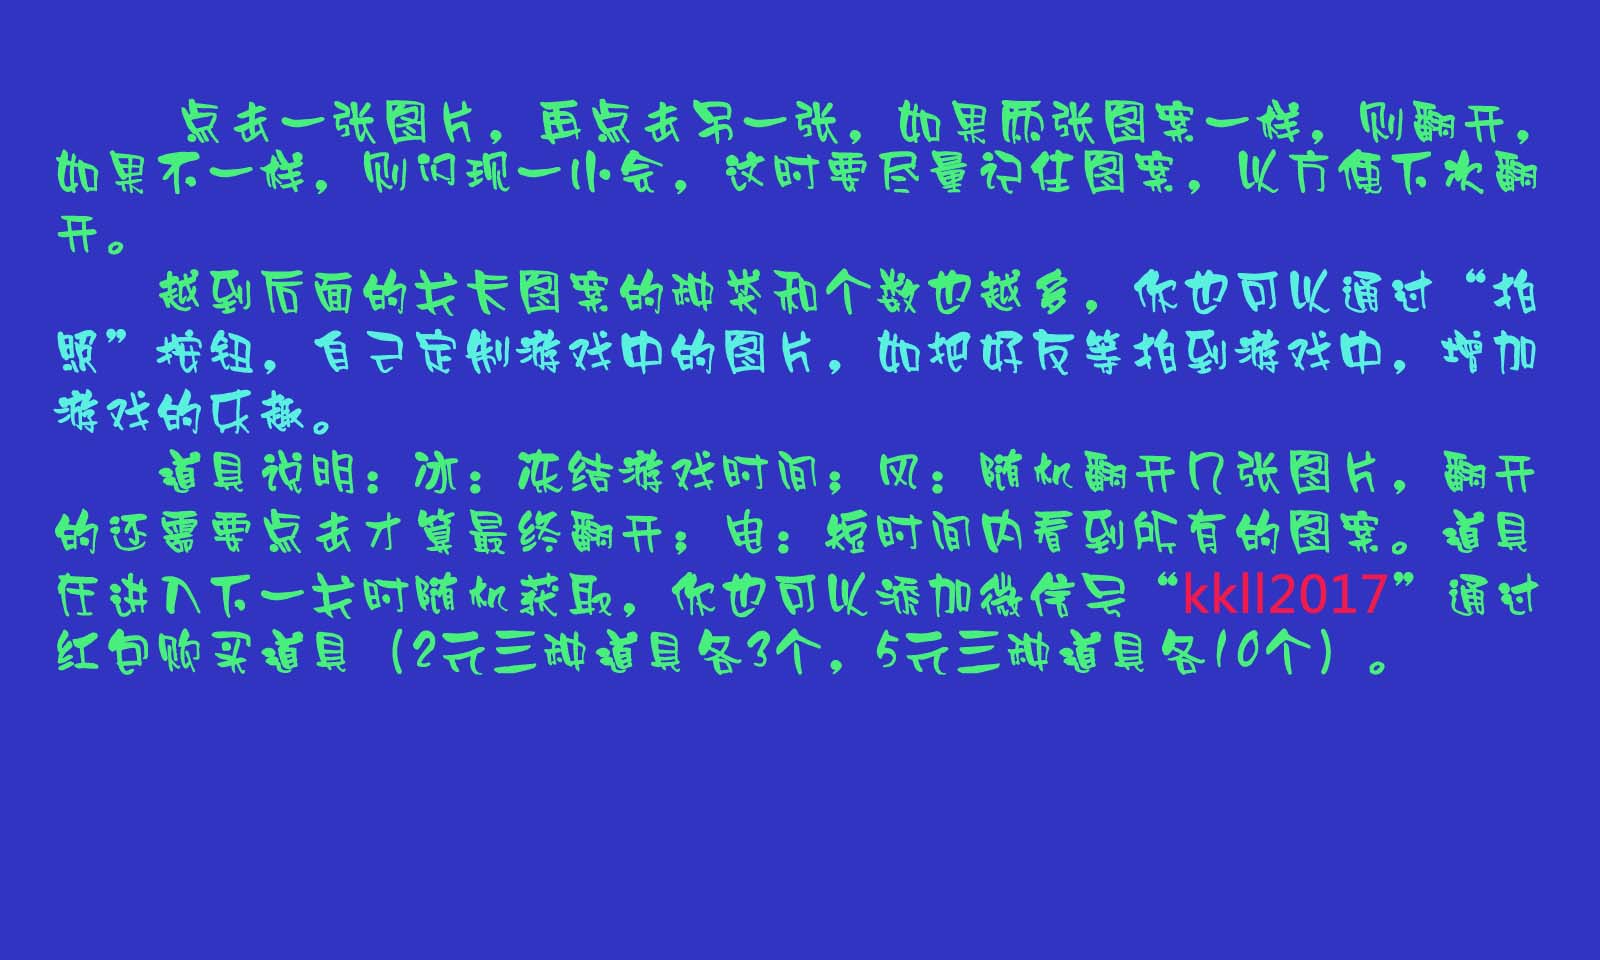 点击一张图片，再点击另一张，如果两张图案一样，则翻开，
如果不一样，则闪现一小会，这时要尽量记住图案，以方便下次翻
开。
越到后面的关卡图案的种类和个数也越多，你也可以通过“拍
照”按钮，自己定制游戏中的图片，如把好友等拍到游戏中，增加
游戏的乐趣。
道具说明：冰：冻结游戏时间；风：随机翻开几张图片，翻开
的还需要点击才算最终翻开；电：短时间内看到所有的图案。道具
在进入下一关时随机获取，你也可以添加微信号“kkll2017”通过
红包购买道具（2元三种道具各3个，5元三种道具各10个）。